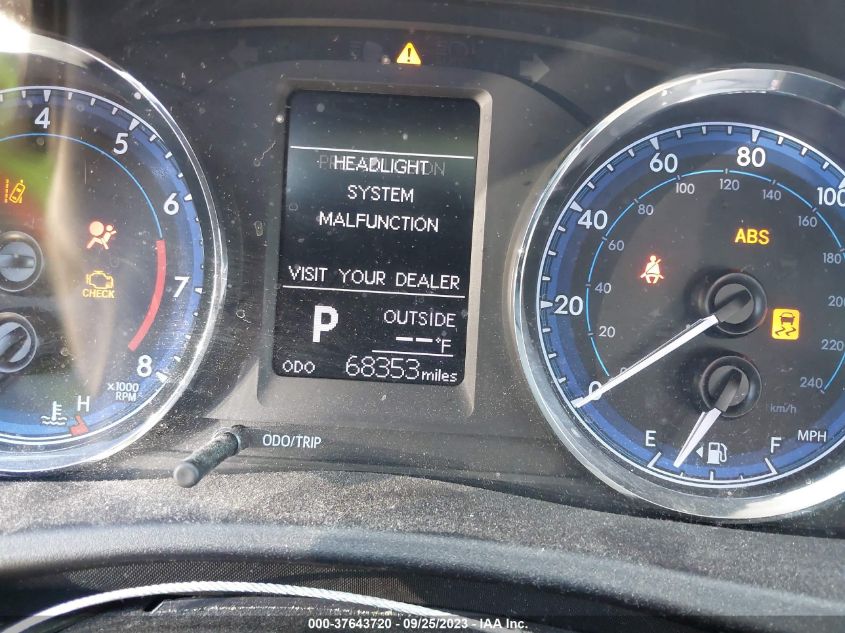 4
5
6
7
8
x1000
RPM
CHECK
H
HEADLIGHT
SYSTEM
MALFUNCTION
VISIT YOUR DEALER
P
OUTSIDE
--°F
ODO 68353 miles
ODO/TRIP
0
20
40
60
80
100
20
40
60
80
100
120
140
160
180
200
220
240
km/h
MPH
ABS
E
F
000-37643720 - 09/25/2023 - © IAA Inc.